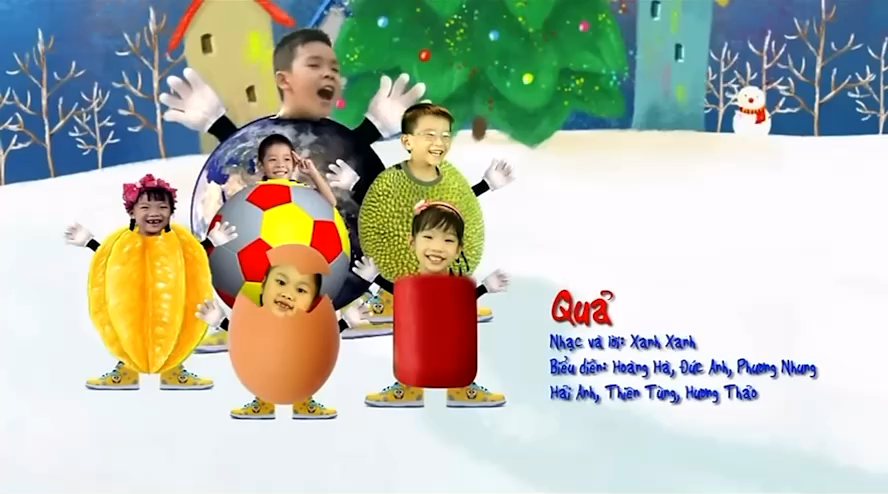 Quả
Nhạc và lời: Xanh Xanh
Biểu diễn: Hoàng Hà, Đức Anh, Phương Nhung
Hải Anh, Thiên Tùng, Hương Thảo